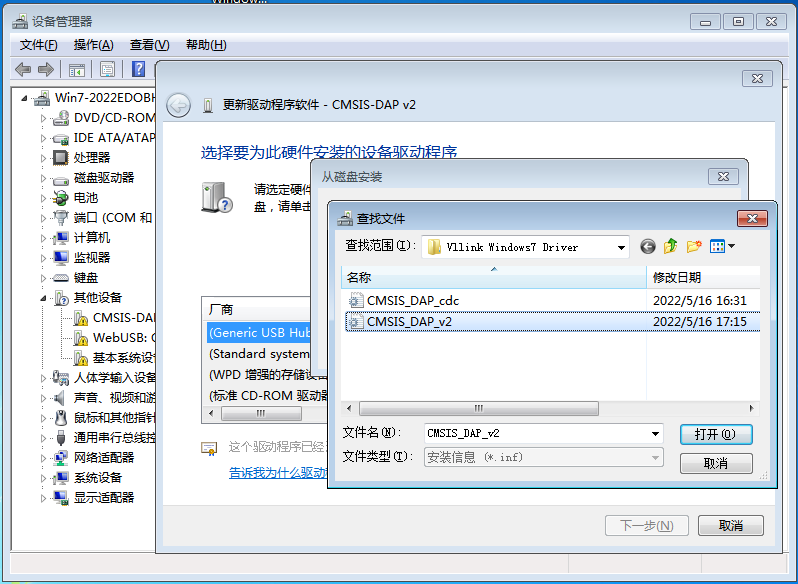 设备管理器
文件(F) 操作(A) 查看(V) 帮助(H)
Win7-2022EDOBH
DVD/CD-ROM
IDE ATA/ATAP
处理器
磁盘驱动器
电池
端口 (COM 和
计算机
监视器
键盘
其他设备
CMSIS-DA
WebUSB:
基本系统设
人体学输入设备
声音、视频和游
鼠标和其他指针
通用串行总线控
网络适配器
系统设备
显示适配器
更新驱动程序软件 - CMSIS-DAP v2
选择要为此硬件安装的设备驱动程序
请选定硬件
盘，请单击
厂商
(Generic USB Hub
(Standard system
(WPD 增强的存储设备
(标准 CD-ROM 驱动器
这个驱动程序已经
告诉我为什么驱动
下一步(N) 取消
从磁盘安装
查找文件
查找范围(I): Vllink Windows7 Driver
名称 修改日期
CMSIS_DAP_cdc 2022/5/16 16:31
CMSIS_DAP_v2 2022/5/16 17:15
文件名(N): CMSIS_DAP_v2 打开(O)
文件类型(T): 安装信息 (*.inf) 取消